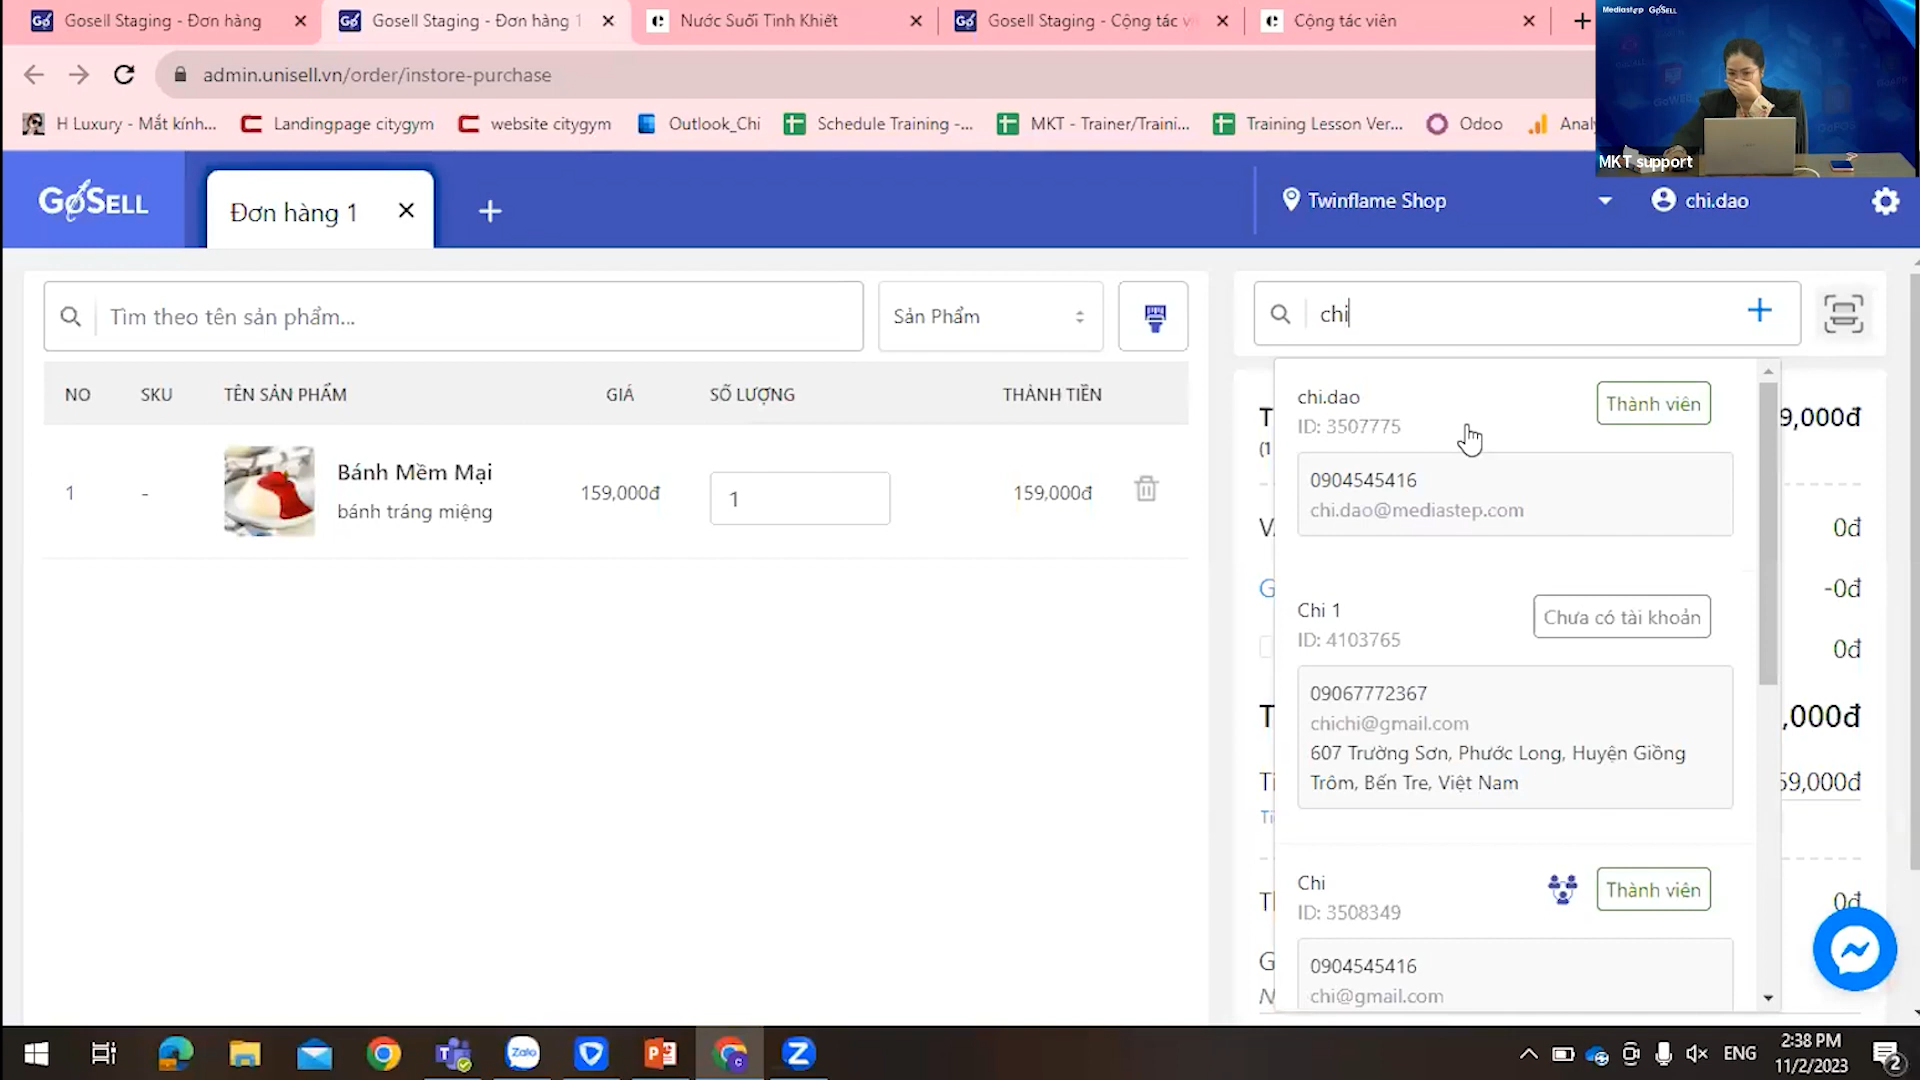 Gosell Staging - Đơn hàng
Gosell Staging - Đơn hàng 1
Nước Suối Tinh Khiết
Gosell Staging - Cộng tác v
Cộng tác viên
Mediastep GOSELL
admin.unisell.vn/order/instore-purchase
H Luxury - Mắt kính...
Landingpage citygym
website citygym
Outlook_Chi
Schedule Training -...
MKT - Trainer/Traini...
Training Lesson Ver...
Odoo
Analy
MKT support
GOSELL
Đơn hàng 1
Twinflame Shop
chi.dao
Tìm theo tên sản phẩm...
Sản Phẩm
chi
NO SKU TÊN SẢN PHẨM GIÁ SỐ LƯỢNG THÀNH TIỀN
1 - Bánh Mềm Mại 159,000đ 1 159,000đ
bánh tráng miệng
chi.dao
Thành viên
ID: 3507775
0904545416
chi.dao@mediastep.com
Chi 1
Chưa có tài khoản
ID: 4103765
09067772367
chichi@gmail.com
607 Trường Sơn, Phước Long, Huyện Giồng
Trôm, Bến Tre, Việt Nam
Chi
Thành viên
ID: 3508349
0904545416
chi@gmail.com
9,000đ
0đ
-0đ
0đ
,000đ
59,000đ
0đ
ENG
2:38 PM
11/2/2023
2